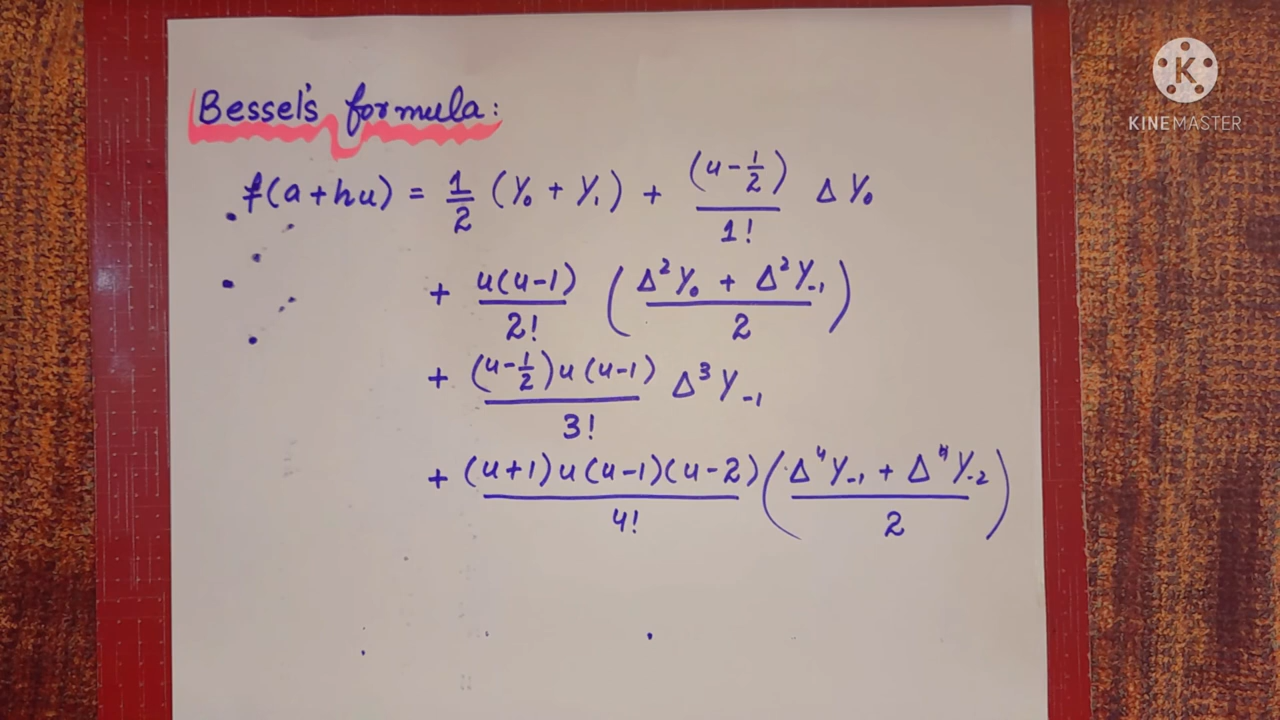 Bessel's formula:
f(a+hu) = 1/2 (Y₀ + Y₁) + (u-1/2)/1! Δ Y₀
+ u(u-1)/2! ( (Δ²Y₀ + Δ²Y₋₁)/2 )
+ (u-1/2)u(u-1)/3! Δ³Y₋₁
+ (u+1)u(u-1)(u-2)/4! ( (Δ⁴Y₋₁ + Δ⁴Y₋₂)/2 )
KINEMASTER